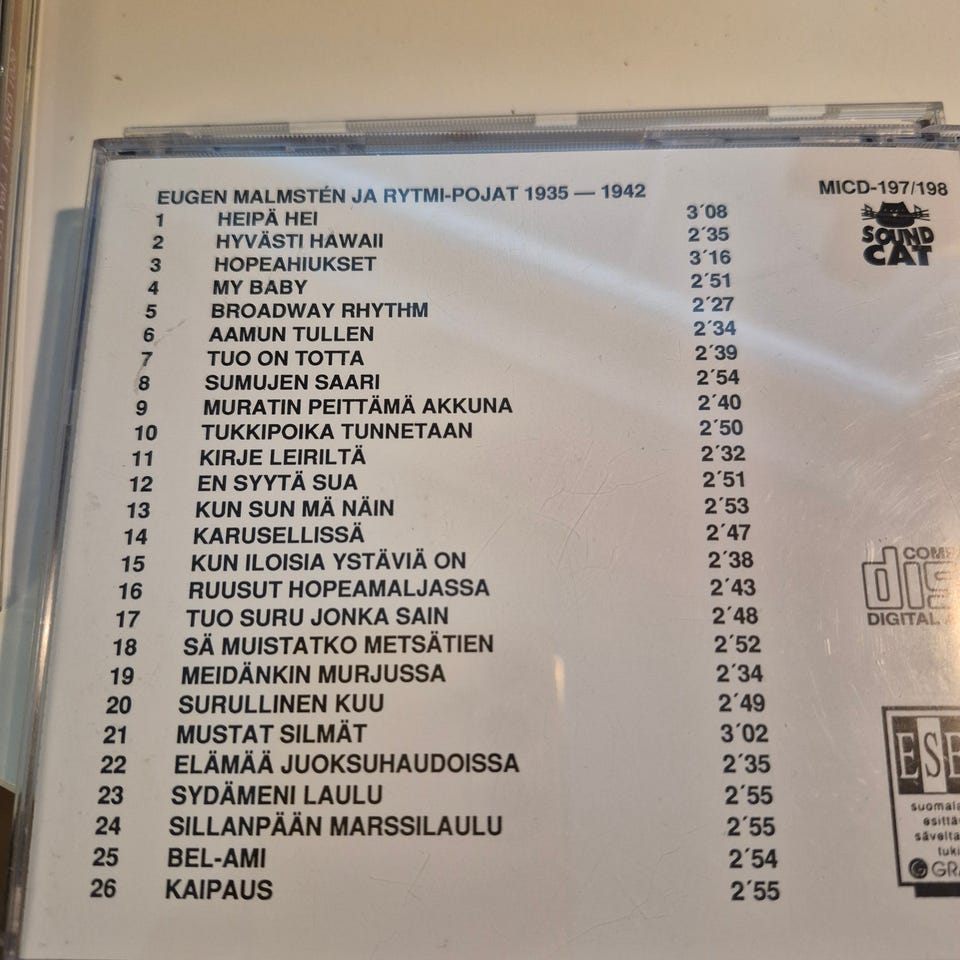 EUGEN MALMSTÉN JA RYTMI-POJAT 1935 — 1942
MICD-197/198
SOUND
CAT
1 HEIPÄ HEI 3´08
2 HYVÄSTI HAWAII 2´35
3 HOPEAHIUKSET 3´16
4 MY BABY 2´51
5 BROADWAY RHYTHM 2´27
6 AAMUN TULLEN 2´34
7 TUO ON TOTTA 2´39
8 SUMUJEN SAARI 2´54
9 MURATIN PEITTÄMÄ AKKUNA 2´40
10 TUKKIPOIKA TUNNETAAN 2´50
11 KIRJE LEIRILTÄ 2´32
12 EN SYYTÄ SUA 2´51
13 KUN SUN MÄ NÄIN 2´53
14 KARUSELLISSÄ 2´47
15 KUN ILOISIA YSTÄVIÄ ON 2´38
16 RUUSUT HOPEAMALJASSA 2´43
17 TUO SURU JONKA SAIN 2´48
18 SÄ MUISTATKO METSÄTIEN 2´52
19 MEIDÄNKIN MURJUSSA 2´34
20 SURULLINEN KUU 2´49
21 MUSTAT SILMÄT 3´02
22 ELÄMÄÄ JUOKSUHAUDOISSA 2´35
23 SYDÄMENI LAULU 2´55
24 SILLANPÄÄN MARSSILAULU 2´55
25 BEL-AMI 2´54
26 KAIPAUS 2´55
DIGITAL